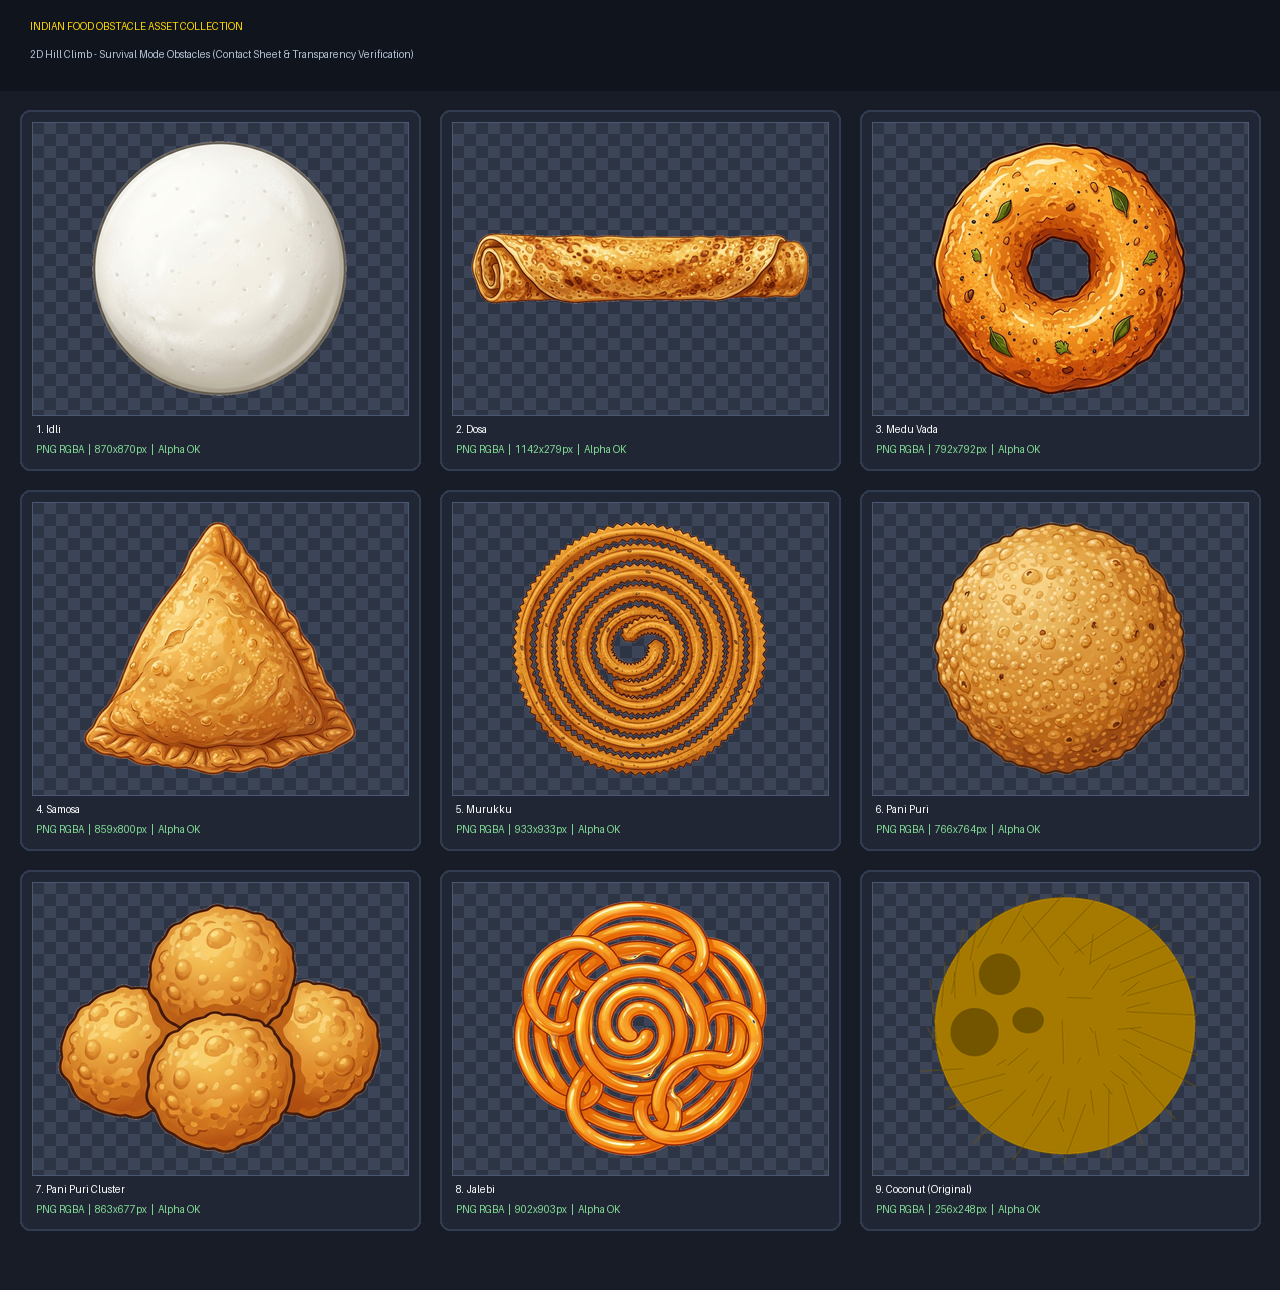 INDIAN FOOD OBSTACLE ASSET COLLECTION
2D Hill Climb - Survival Mode Obstacles (Contact Sheet & Transparency Verification)
1. Idli
PNG RGBA | 870x870px | Alpha OK
2. Dosa
PNG RGBA | 1142x279px | Alpha OK
3. Medu Vada
PNG RGBA | 792x792px | Alpha OK
4. Samosa
PNG RGBA | 859x800px | Alpha OK
5. Murukku
PNG RGBA | 933x933px | Alpha OK
6. Pani Puri
PNG RGBA | 766x764px | Alpha OK
7. Pani Puri Cluster
PNG RGBA | 863x677px | Alpha OK
8. Jalebi
PNG RGBA | 902x903px | Alpha OK
9. Coconut (Original)
PNG RGBA | 256x248px | Alpha OK